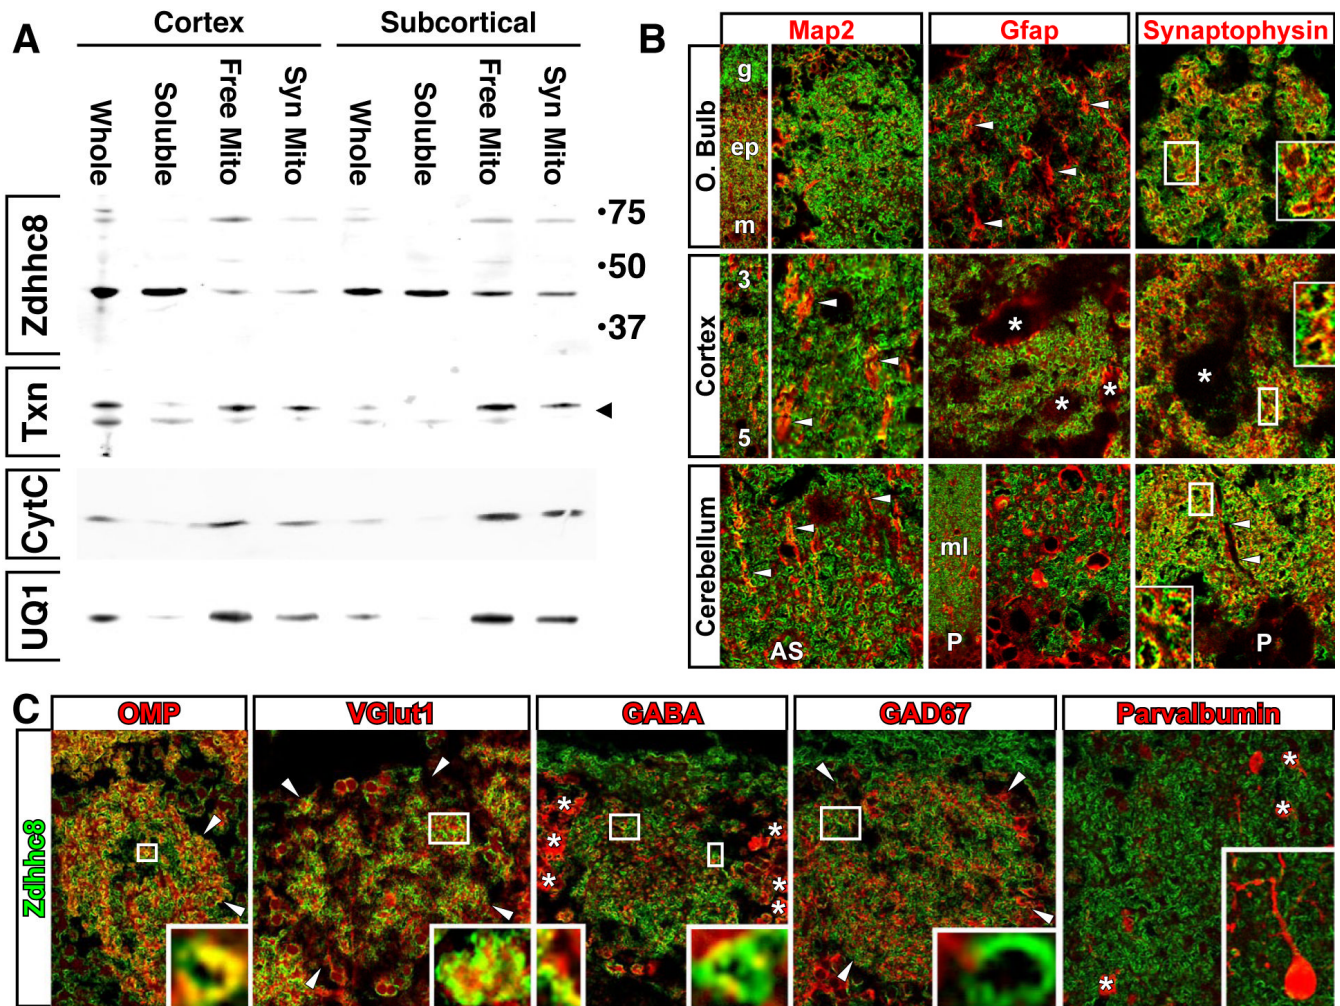 A
Cortex
Subcortical
Whole
Soluble
Free Mito
Syn Mito
Whole
Soluble
Free Mito
Syn Mito
Zdhhc8
•75
•50
•37
Txn
CytC
UQ1
B
Map2
Gfap
Synaptophysin
O. Bulb
g
ep
m
Cortex
3
5
*
*
*
*
Cerebellum
AS
ml
P
P
C
OMP
VGlut1
GABA
GAD67
Parvalbumin
Zdhhc8
*
*
*
*
*
*
*
*
*